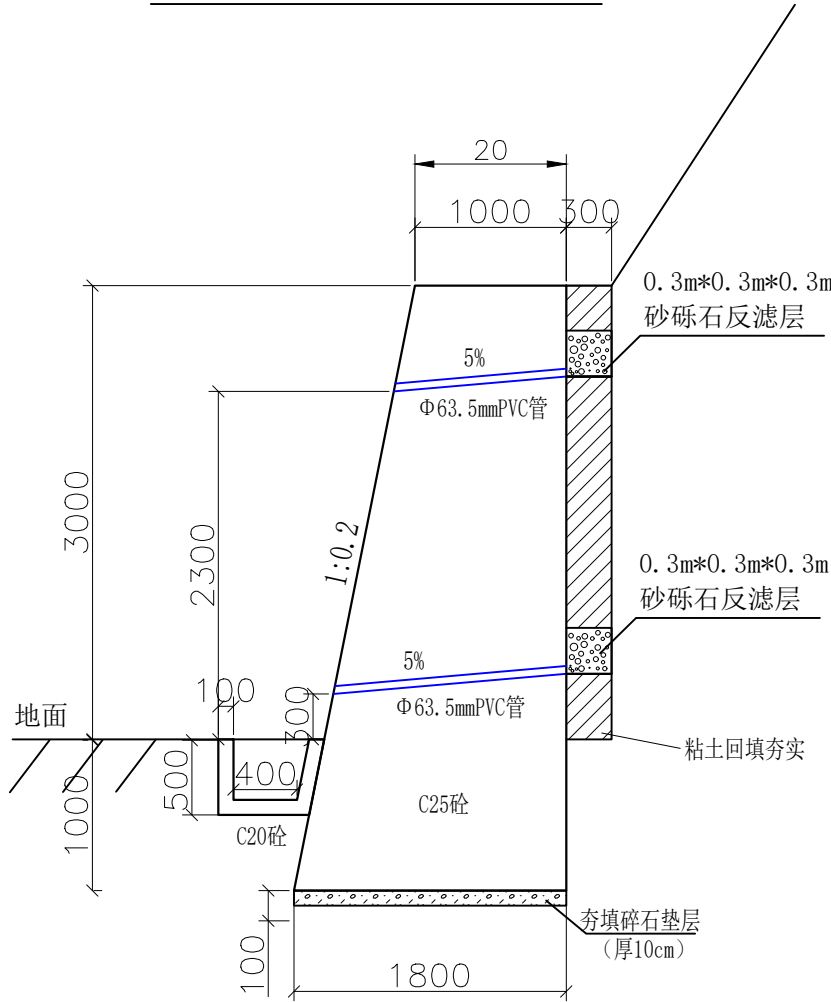 20
1000
300
0.3m*0.3m*0.3m
砂砾石反滤层
5%
Φ63.5mmPVC管
3000
2300
1:0.2
0.3m*0.3m*0.3m
砂砾石反滤层
5%
Φ63.5mmPVC管
100
300
地面
粘土回填夯实
500
400
1000
C25砼
C20砼
夯填碎石垫层
（厚10cm）
100
1800